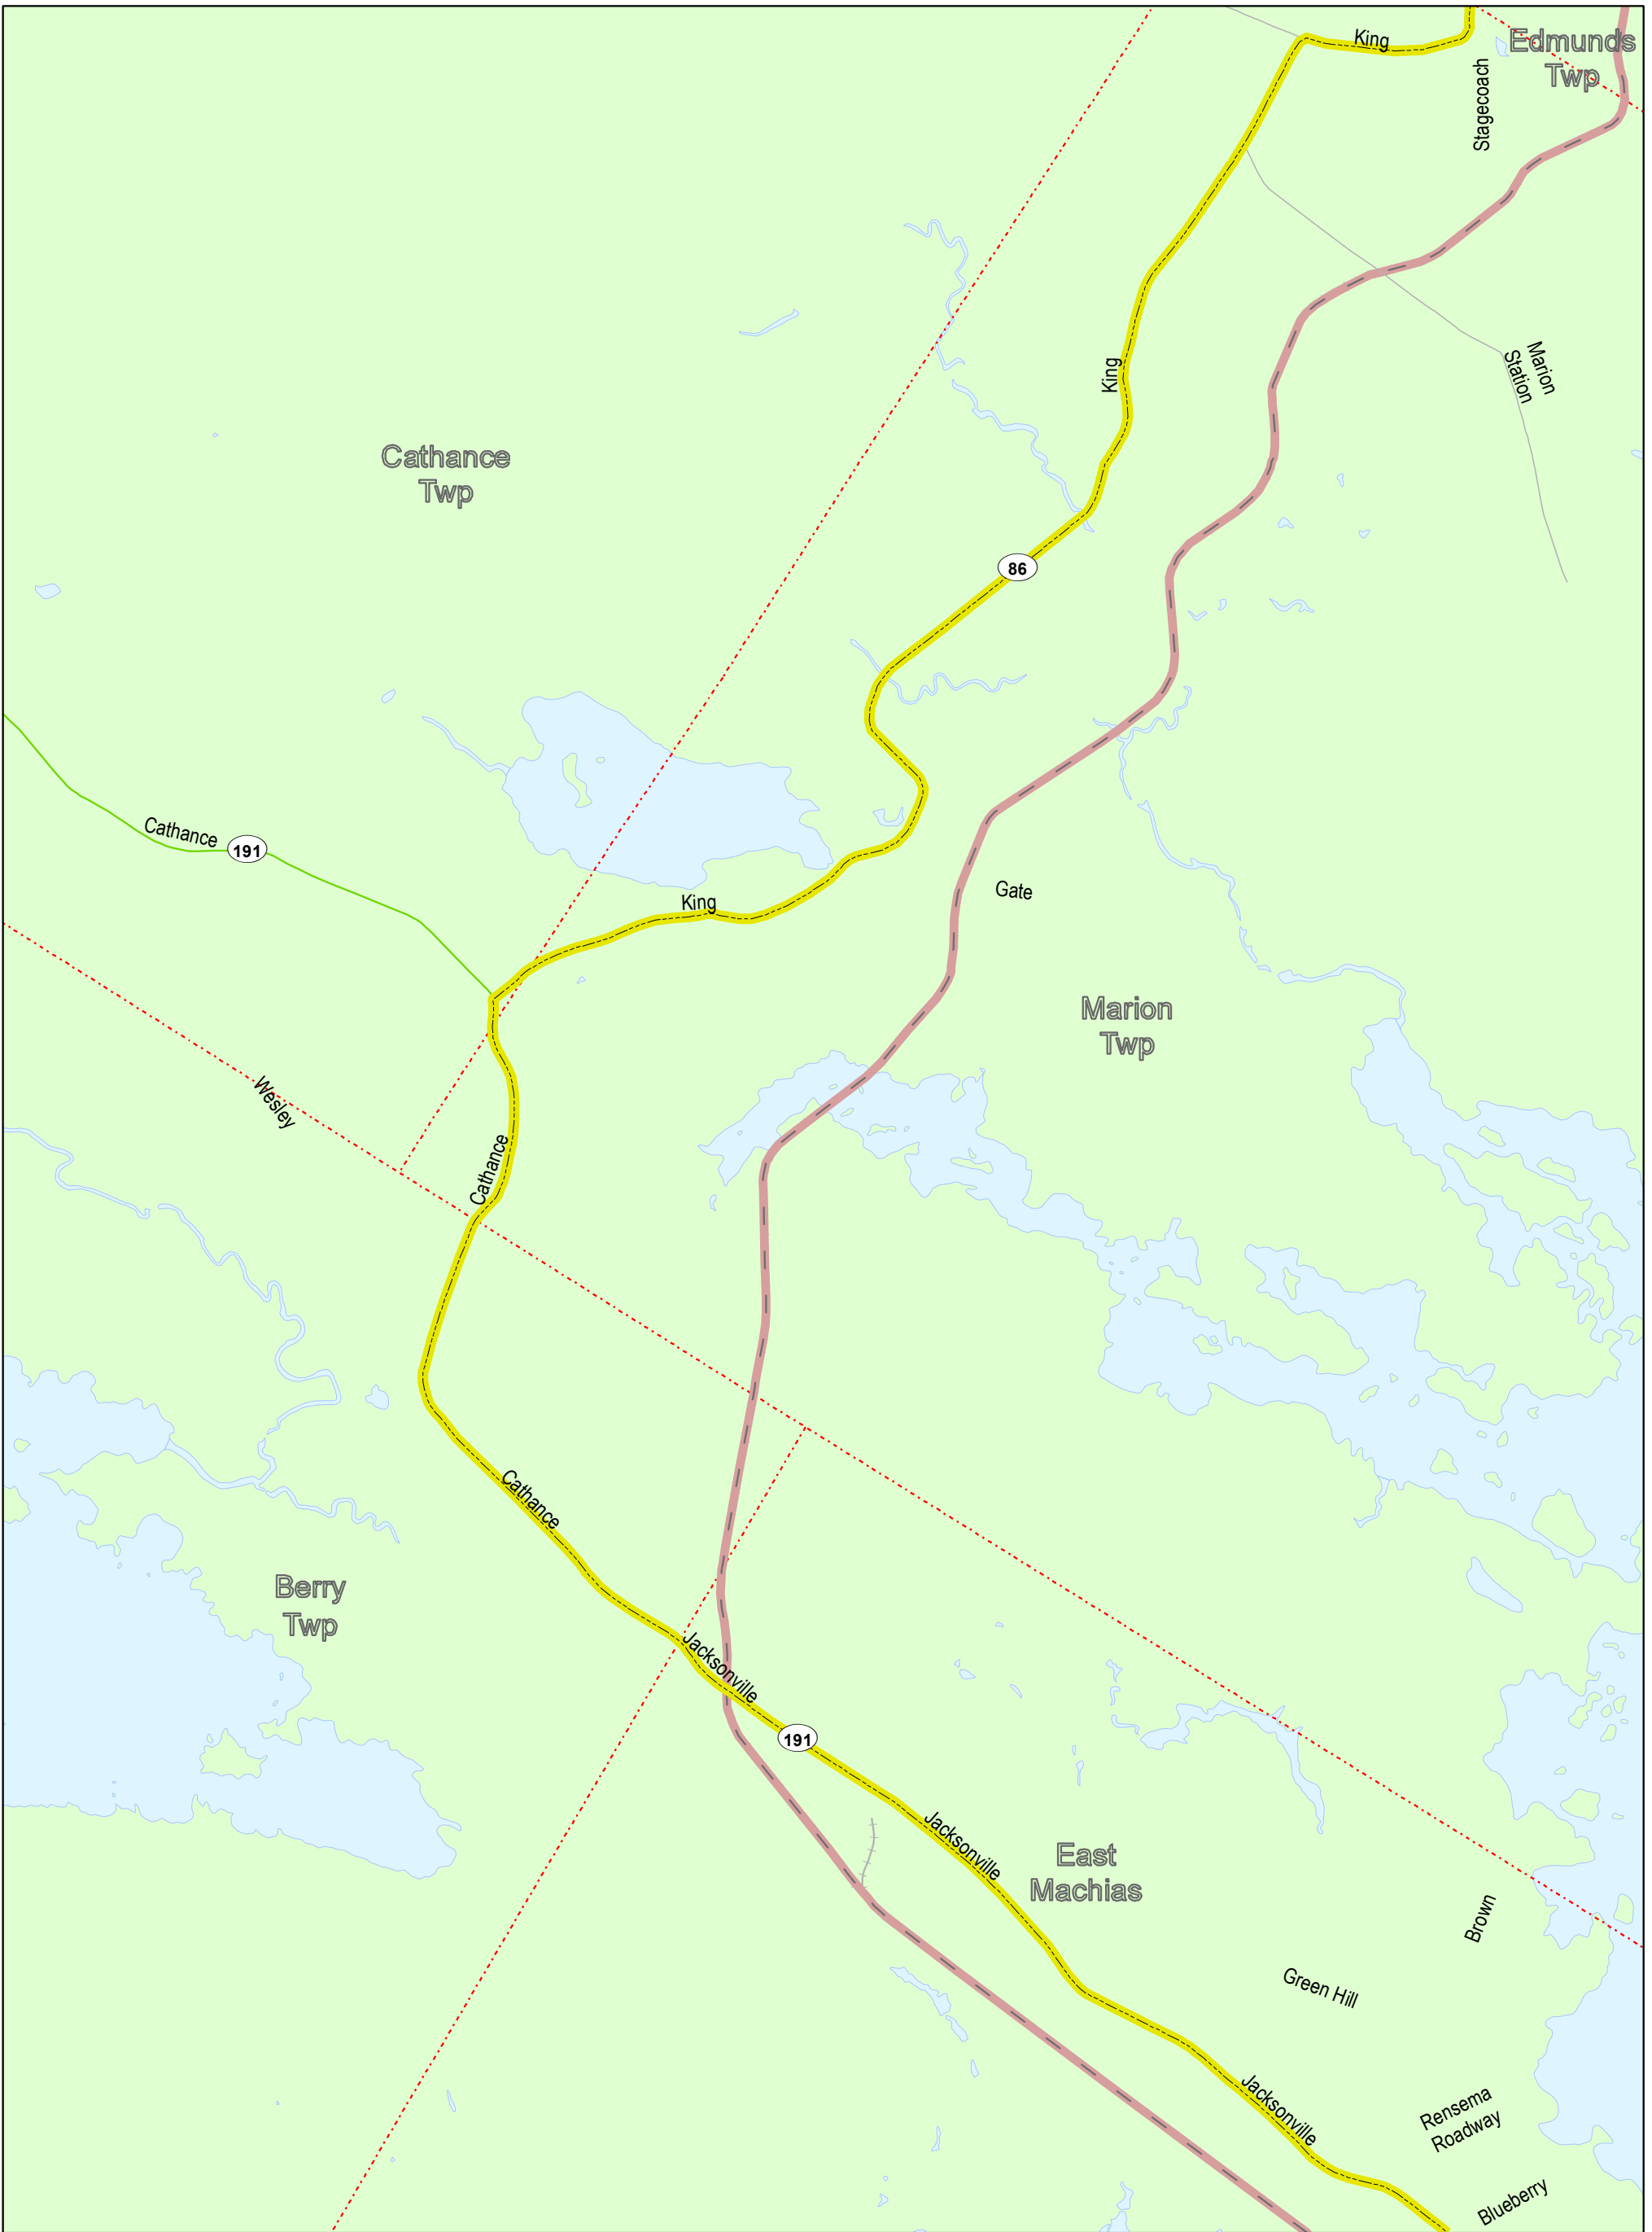 King
Edmunds
Twp
Stagecoach
Marion
Station
King
Cathance
Twp
86
Cathance
191
King
Gate
Marion
Twp
Wesley
Cathance
Cathance
Berry
Twp
Jacksonville
191
Jacksonville
East
Machias
Brown
Green Hill
Jacksonville
Rensema
Roadway
Blueberry